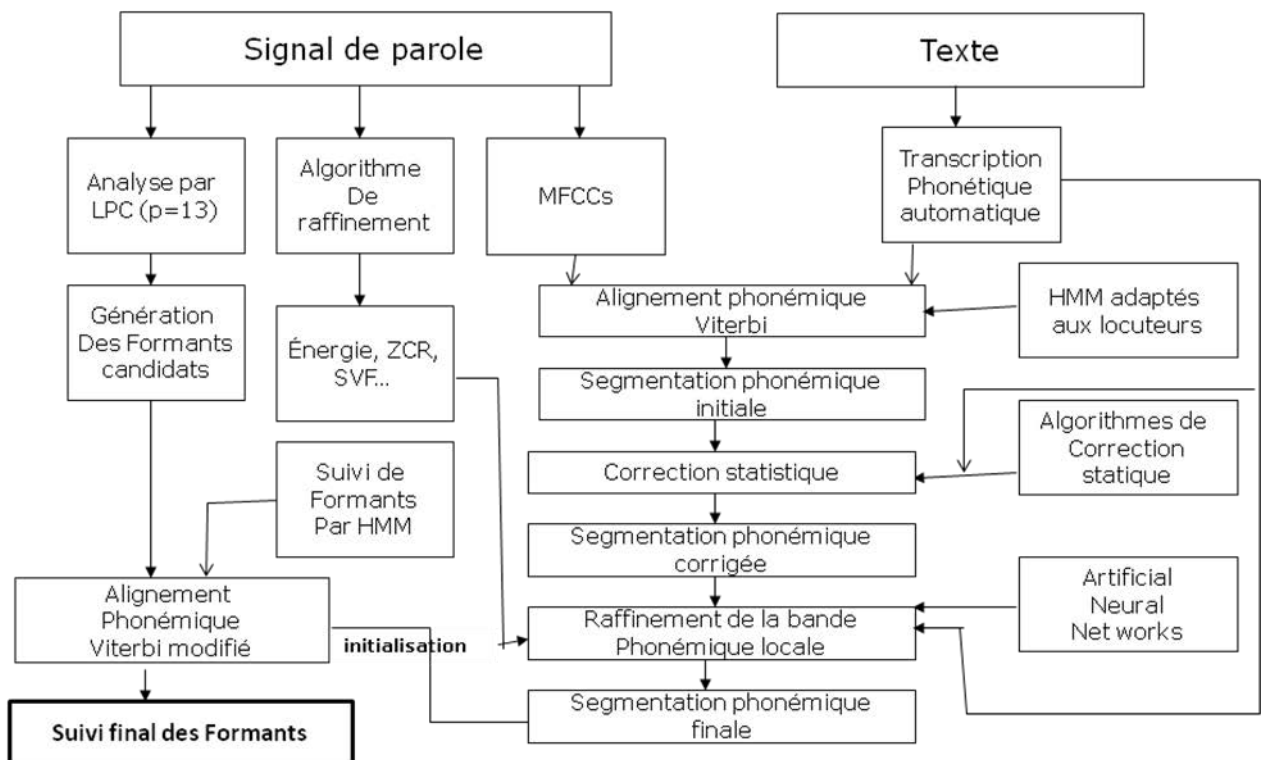 Signal de parole
Texte
Analyse par
LPC (p=13)
Algorithme
De
raffinement
MFCCs
Transcription
Phonétique
automatique
Génération
Des Formants
candidats
Énergie, ZCR,
SVF...
Alignement phonémique
Viterbi
HMM adaptés
aux locuteurs
Segmentation phonémique
initiale
Suivi de
Formants
Par HMM
Correction statistique
Algorithmes de
Correction
statique
Segmentation phonémique
corrigée
Alignement
Phonémique
Viterbi modifié
initialisation
Raffinement de la bande
Phonémique locale
Artificial
Neural
Net works
Suivi final des Formants
Segmentation phonémique
finale